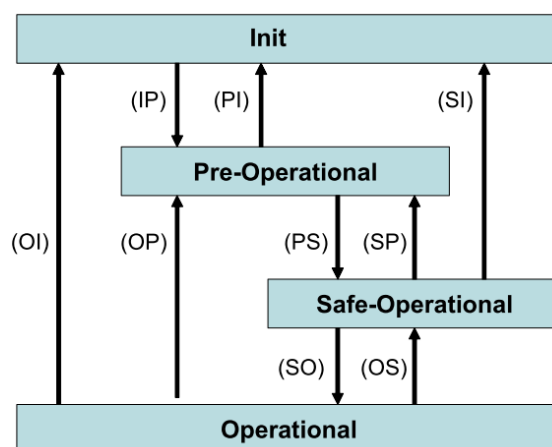 Init
(IP)
(PI)
(SI)
Pre-Operational
(OI)
(OP)
(PS)
(SP)
Safe-Operational
(SO)
(OS)
Operational